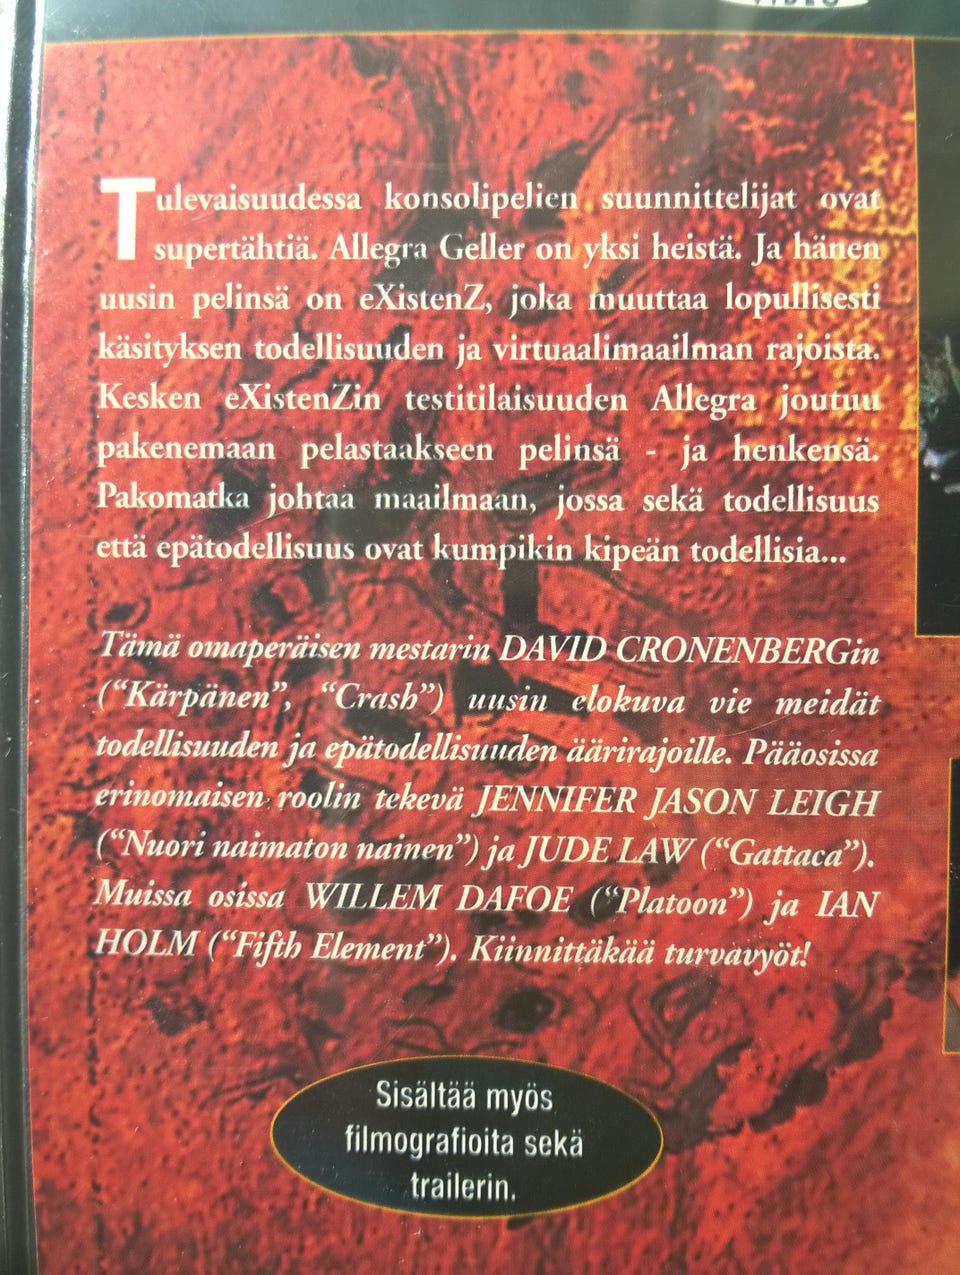 VIDEO
Tulevaisuudessa konsolipelien suunnittelijat ovat
supertähtiä. Allegra Geller on yksi heistä. Ja hänen
uusin pelinsä on eXistenZ, joka muuttaa lopullisesti
käsityksen todellisuuden ja virtuaalimaailman rajoista.
Kesken eXistenZin testitilaisuuden Allegra joutuu
pakenemaan pelastaakseen pelinsä - ja henkensä.
Pakomatka johtaa maailmaan, jossa sekä todellisuus
että epätodellisuus ovat kumpikin kipeän todellisia...
Tämä omaperäisen mestarin DAVID CRONENBERGin
(“Kärpänen”, “Crash”) uusin elokuva vie meidät
todellisuuden ja epätodellisuuden äärirajoille. Pääosissa
erinomaisen roolin tekevä JENNIFER JASON LEIGH
(“Nuori naimaton nainen”) ja JUDE LAW (“Gattaca”).
Muissa osissa WILLEM DAFOE (“Platoon”) ja IAN
HOLM (“Fifth Element”). Kiinnittäkää turvavyöt!
Sisältää myös
filmografioita sekä
trailerin.